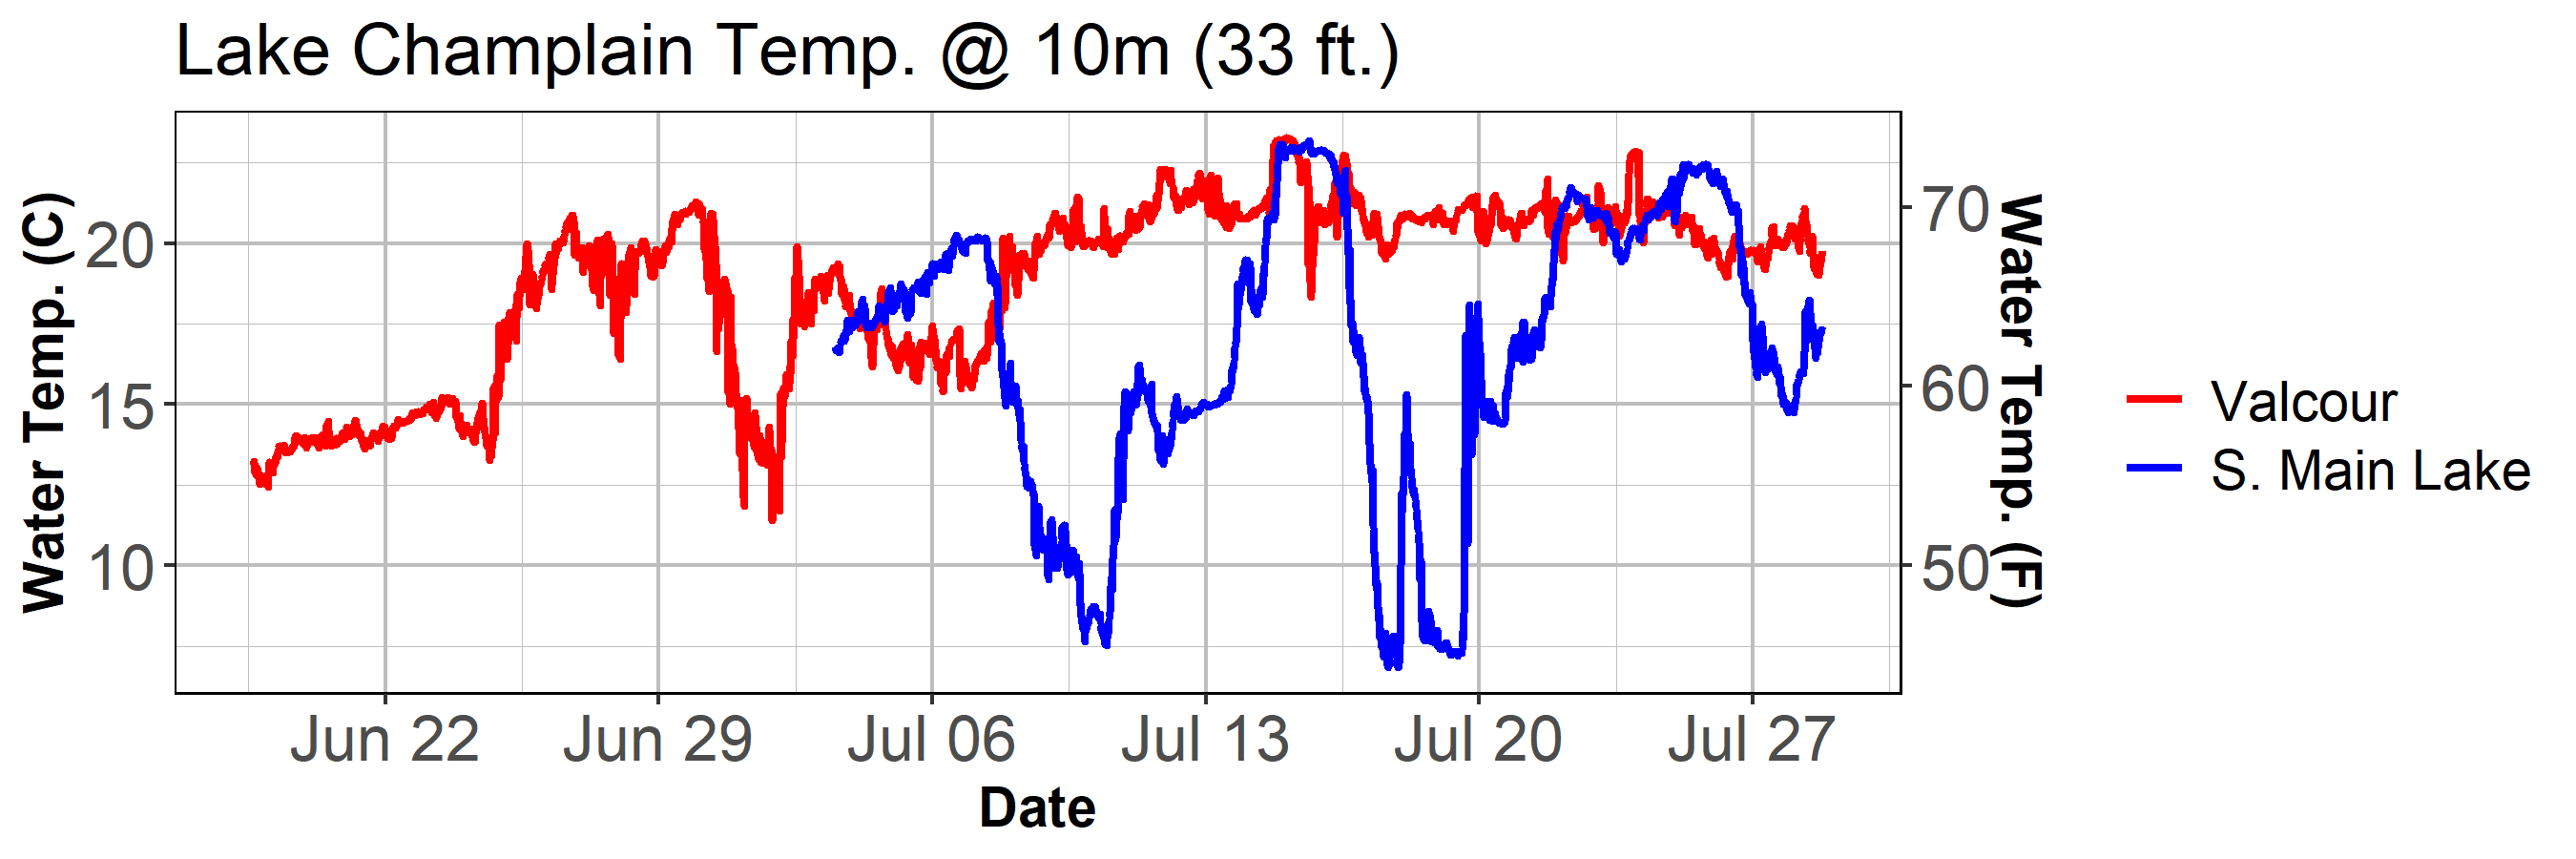 Lake Champlain Temp. @ 10m (33 ft.)
Water Temp. (C)
20
15
10
70
60
50
Water Temp. (F)
Jun 22
Jun 29
Jul 06
Jul 13
Jul 20
Jul 27
Date
Valcour
S. Main Lake